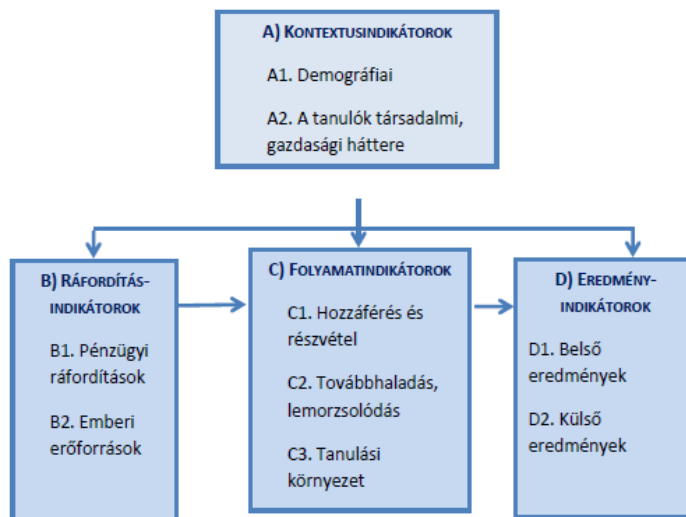 A) KONTEXTUSINDIKÁTOROK
A1. Demográfiai
A2. A tanulók társadalmi,
gazdasági háttere
B) RÁFORDÍTÁS-
INDIKÁTOROK
B1. Pénzügyi
ráfordítások
B2. Emberi
erőforrások
C) FOLYAMATINDIKÁTOROK
C1. Hozzáférés és
részvétel
C2. Továbbhaladás,
lemorzsolódás
C3. Tanulási
környezet
D) EREDMÉNY-
INDIKÁTOROK
D1. Belső
eredmények
D2. Külső
eredmények